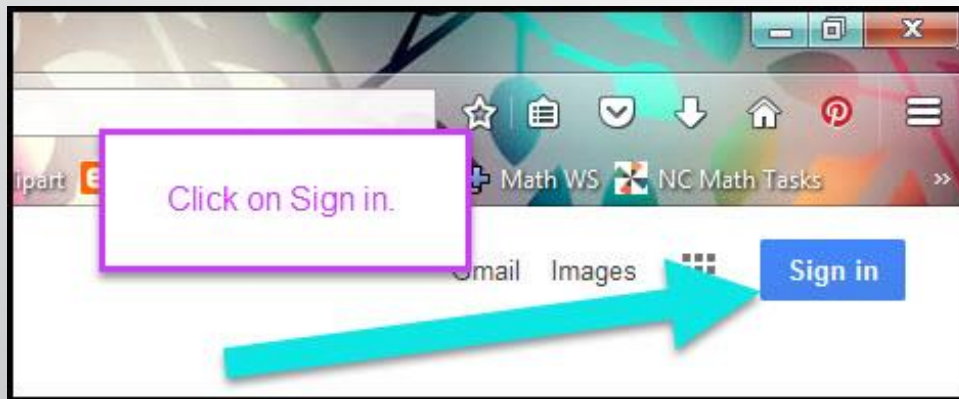 ipart
Math WS NC Math Tasks »
Click on Sign in.
Gmail Images Sign in